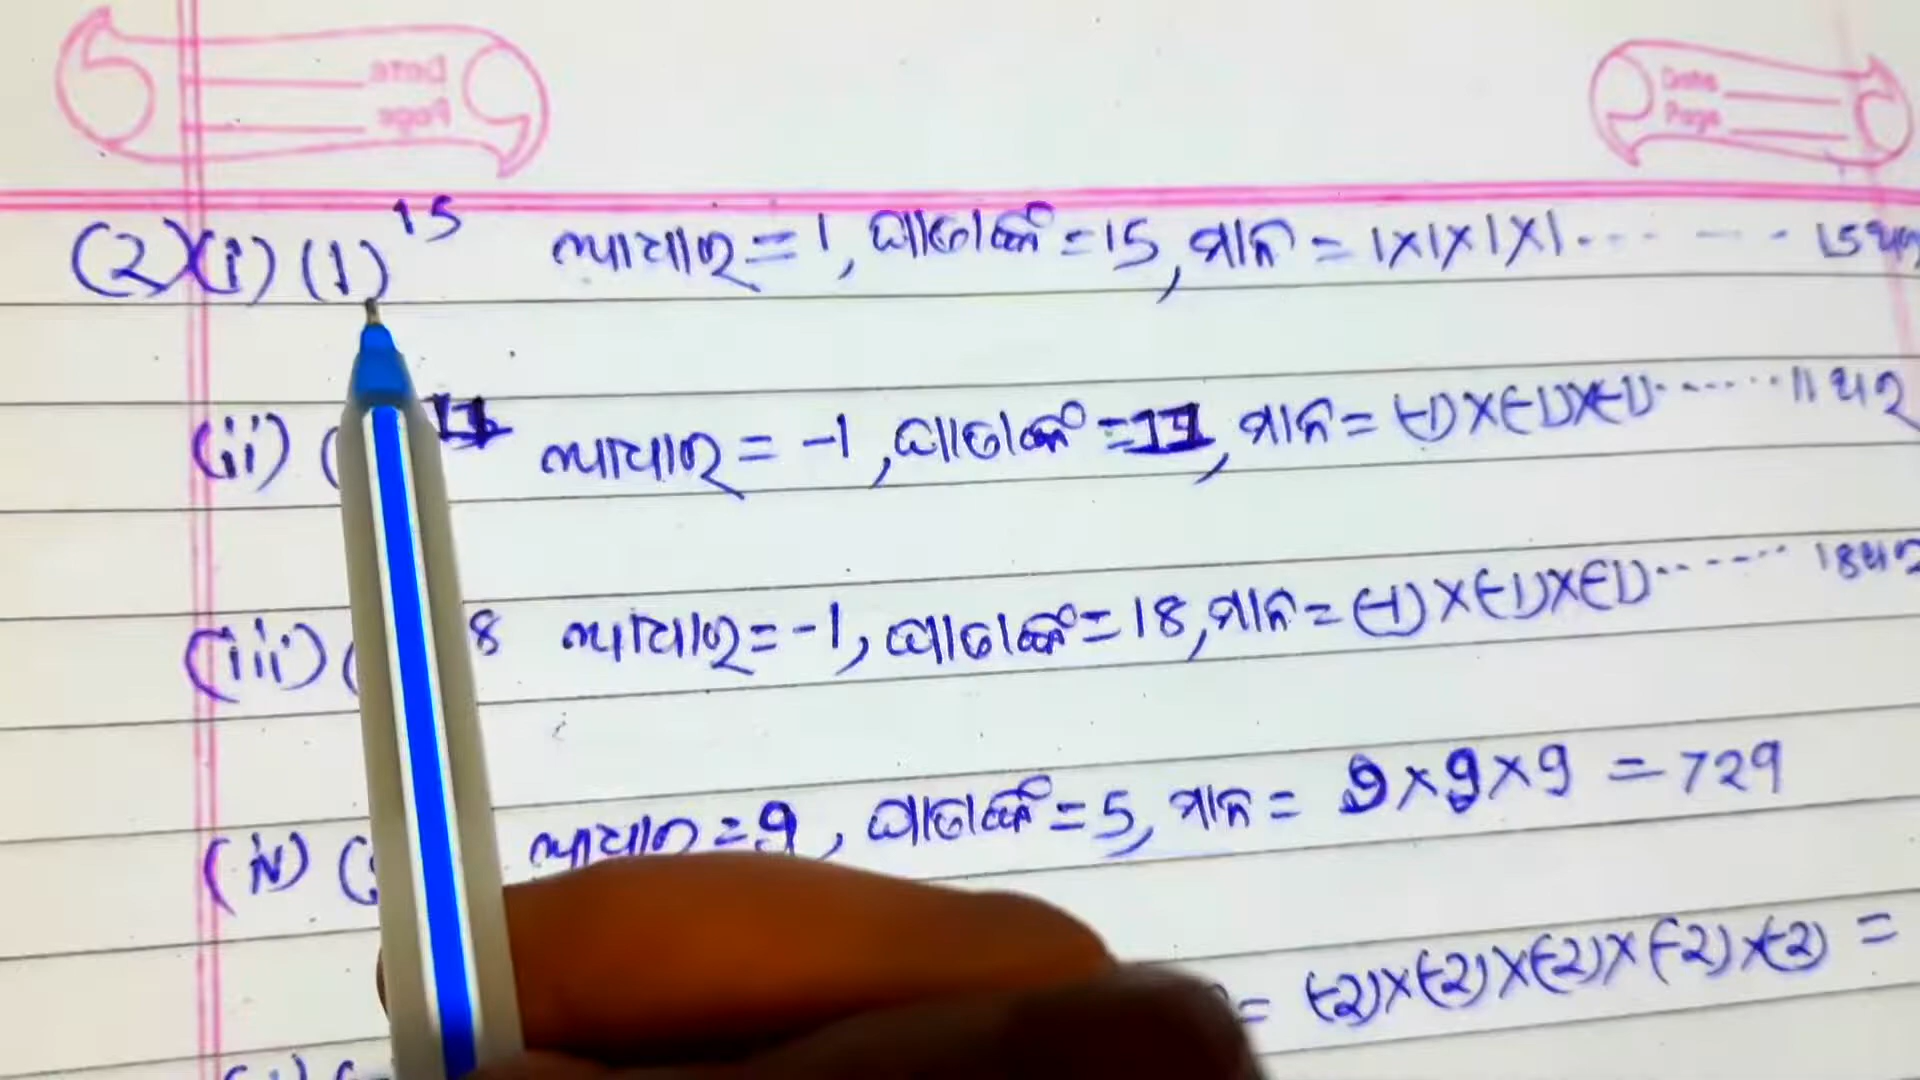 Date
Page
Date
Page
(2)(i) (1)^15 ଆଧାର = 1, ଘାତାଙ୍କ = 15, ମାନ = 1×1×1×1.... - - - 15ଥର
(ii) ( 11 ଆଧାର = -1, ଘାତାଙ୍କ = 11, ମାନ = (-1)×(-1)×(-1)........ 11ଥର
(iii) ( 8 ଆଧାର = -1, ଘାତାଙ୍କ = 18, ମାନ = (-1)×(-1)×(-1)....... 18ଥର
(iv) ( ଆଧାର = 9, ଘାତାଙ୍କ = 5, ମାନ = 9×9×9 = 729
= (-2)×(-2)×(-2)×(-2)×(-2) =